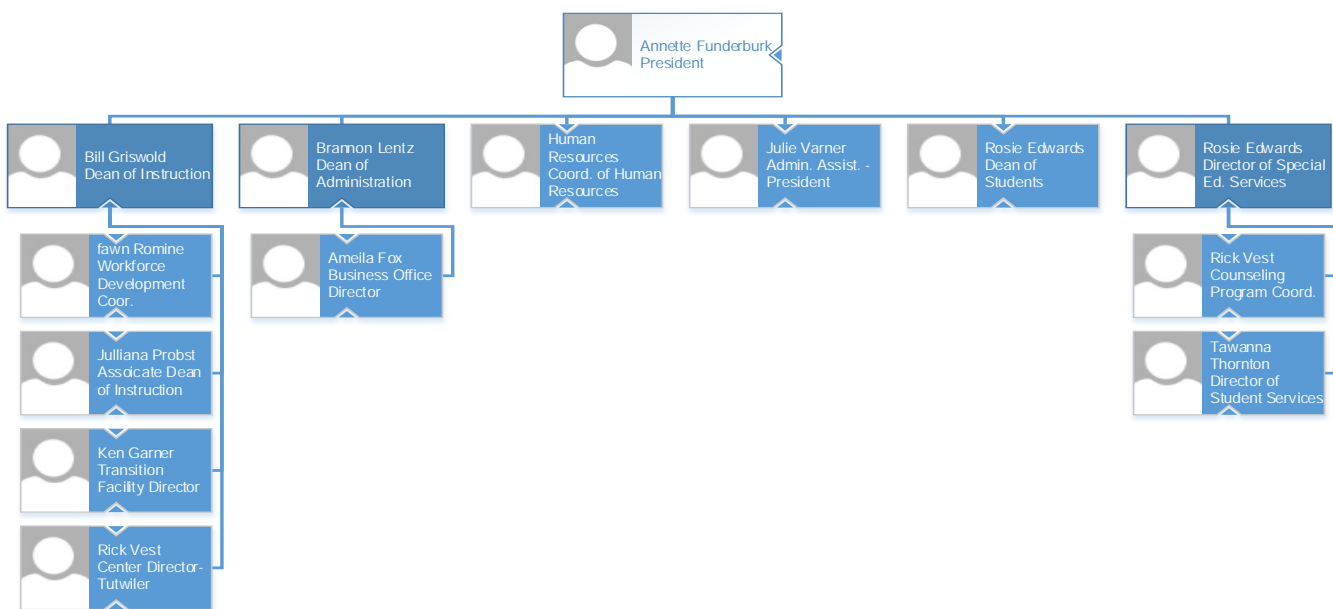 Annette Funderburk
President
Bill Griswold
Dean of Instruction
Brannon Lentz
Dean of
Administration
Human
Resources
Coord. of Human
Resources
Julie Varner
Admin. Assist. -
President
Rosie Edwards
Dean of
Students
Rosie Edwards
Director of Special
Ed. Services
fawn Romine
Workforce
Development
Coor.
Ameila Fox
Business Office
Director
Rick Vest
Counseling
Program Coord.
Julliana Probst
Assoicate Dean
of Instruction
Tawanna
Thornton
Director of
Student Services
Ken Garner
Transition
Facility Director
Rick Vest
Center Director-
Tutwiler